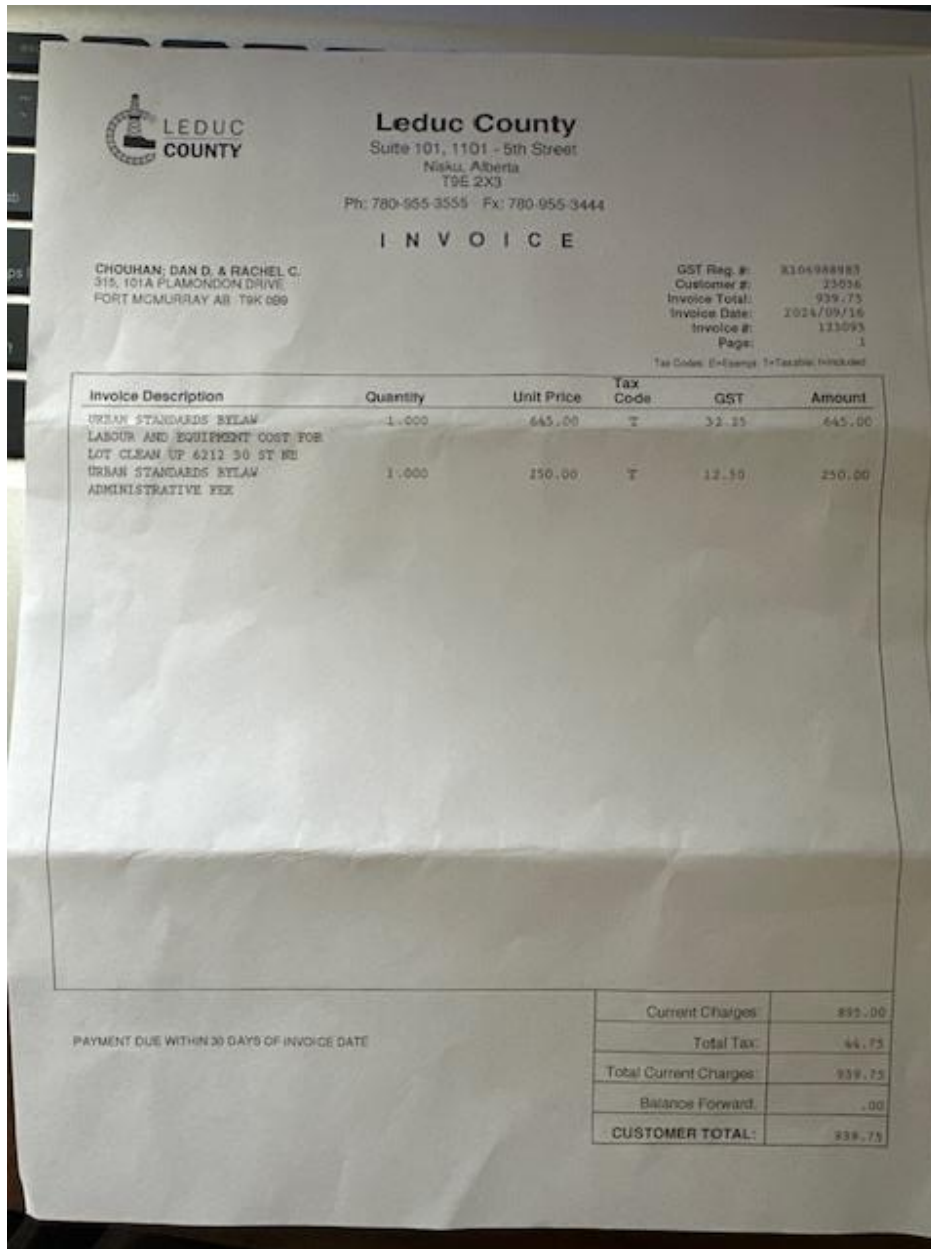 LEDUC
COUNTY
Leduc County
Suite 101, 1101 - 5th Street
Nisku, Alberta
T9E 2X3
Ph: 780-955-3555 Fx: 780-955-3444
INVOICE
CHOUHAN; DAN D. & RACHEL C.
315, 101A PLAMONDON DRIVE
FORT MCMURRAY AB
GST Reg. #: R106988983
Customer #:
Invoice Total: 939.75
Invoice Date: 2024/09/16
Invoice #:
Page: 1
Tax Codes: E=Exempt T=Taxable I=Included
Invoice Description Quantity Unit Price Tax Code GST Amount
URBAN STANDARDS BYLAW 1.000 645.00 T 32.25 645.00
LABOUR AND EQUIPMENT COST FOR
LOT CLEAN UP 6212 50 ST NE
URBAN STANDARDS BYLAW 1.000 250.00 T 12.50 250.00
ADMINISTRATIVE FEE
Current Charges: 895.00
PAYMENT DUE WITHIN 30 DAYS OF INVOICE DATE
Total Tax: 44.75
Total Current Charges: 939.75
Balance Forward: .00
CUSTOMER TOTAL: 939.75